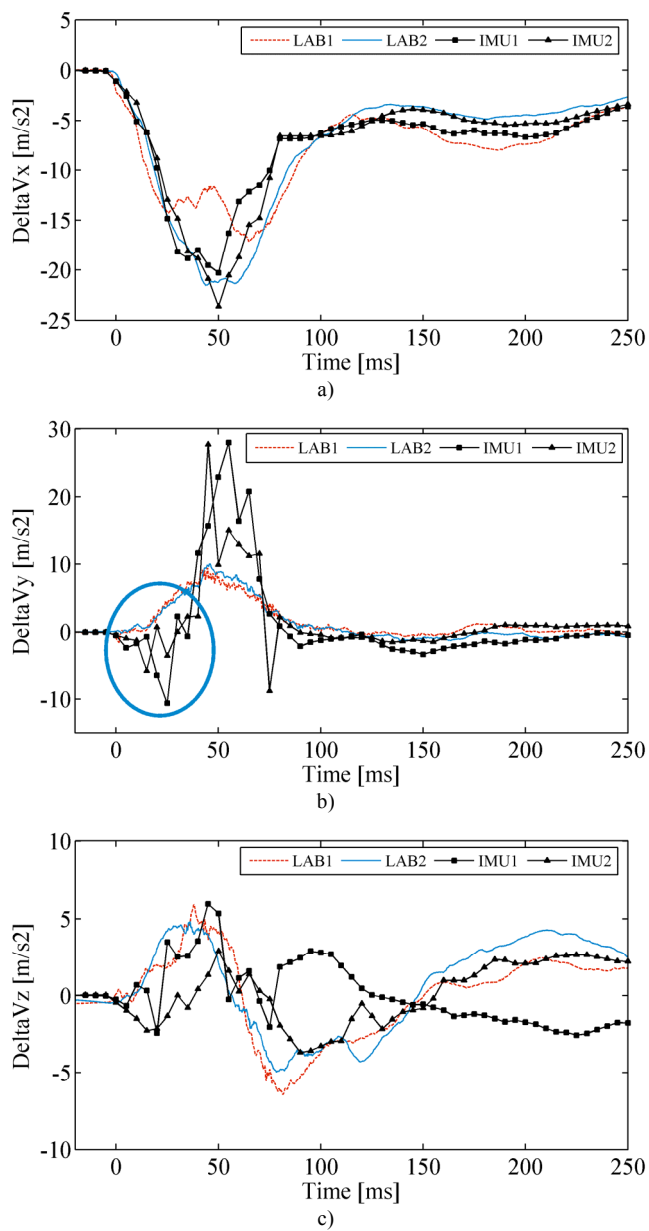 5
0
-5
-10
-15
-20
-25
DeltaVx [m/s2]
LAB1 LAB2 IMU1 IMU2
0 50 100 150 200 250
Time [ms]
a)
30
20
10
0
-10
DeltaVy [m/s2]
LAB1 LAB2 IMU1 IMU2
0 50 100 150 200 250
Time [ms]
b)
10
5
0
-5
-10
DeltaVz [m/s2]
LAB1 LAB2 IMU1 IMU2
0 50 100 150 200 250
Time [ms]
c)